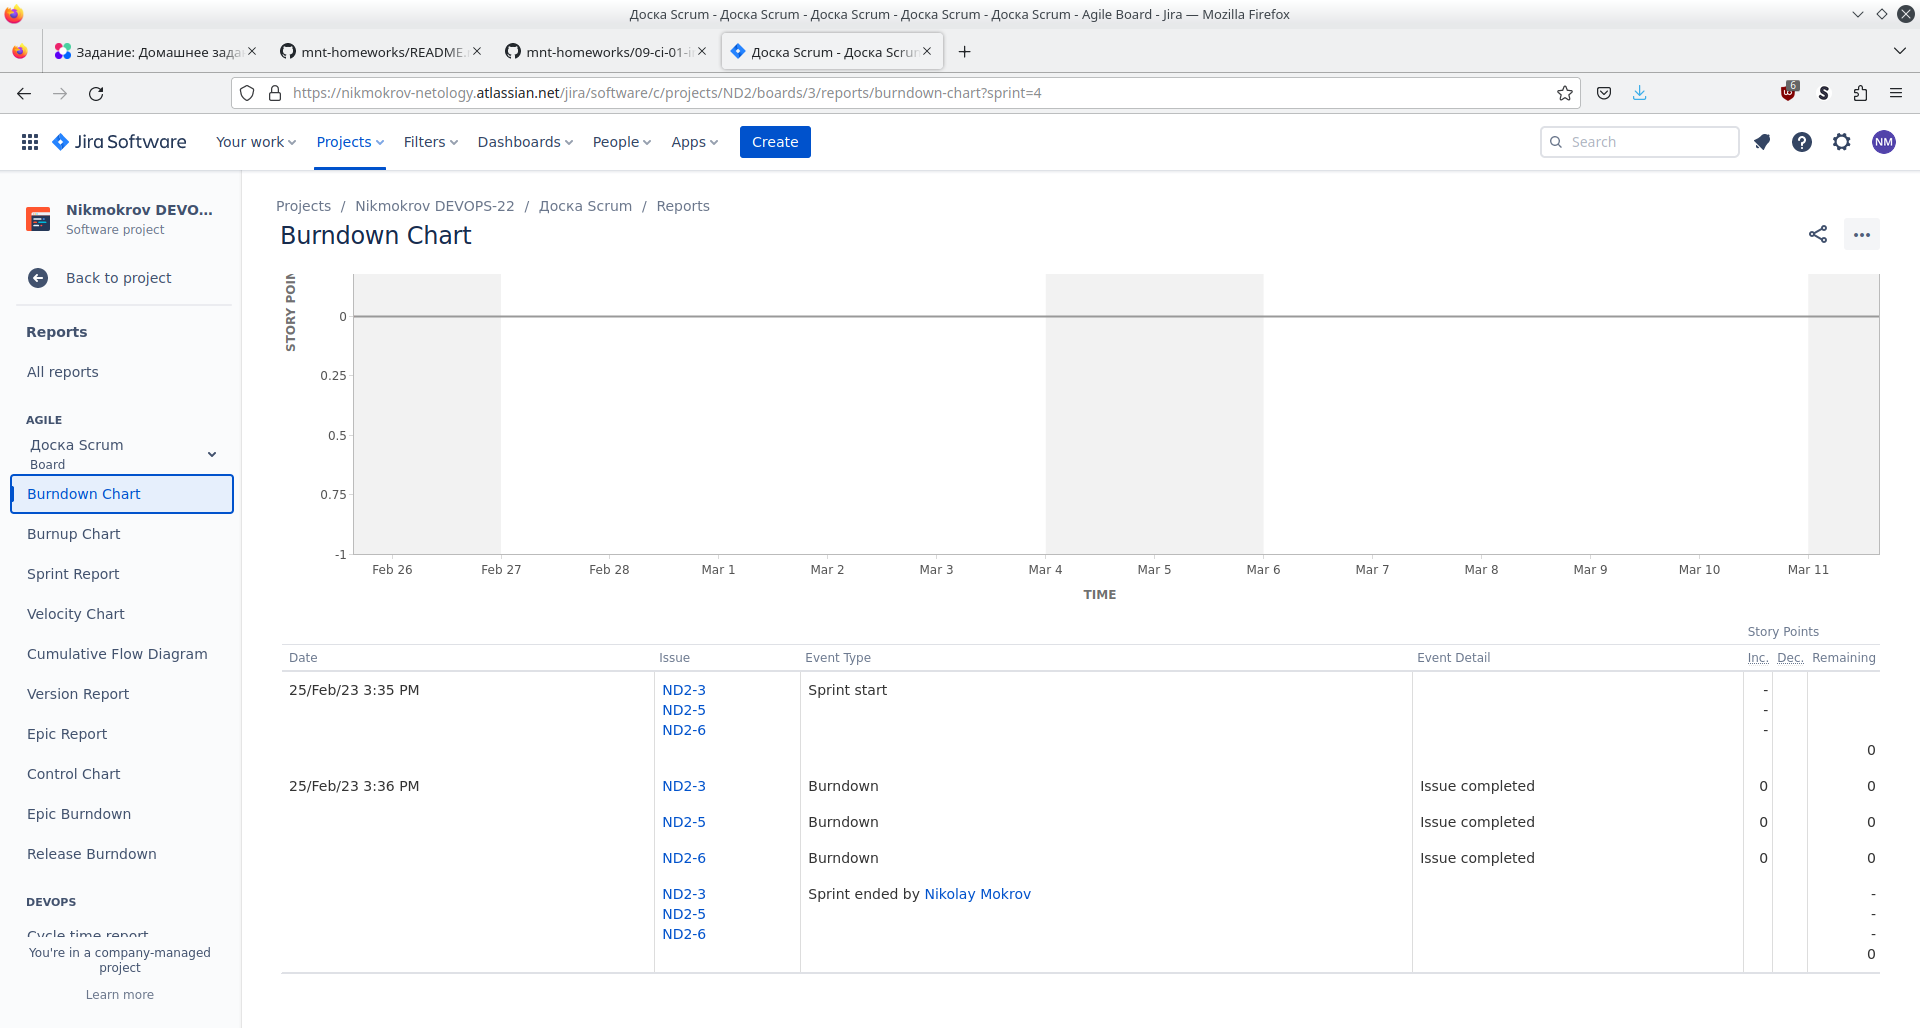 Доска Scrum - Доска Scrum - Доска Scrum - Доска Scrum - Доска Scrum - Agile Board - Jira — Mozilla Firefox
Задание: Домашнее зада
mnt-homeworks/README.
mnt-homeworks/09-ci-01-i
Доска Scrum - Доска Scru
https://nikmokrov-netology.atlassian.net/jira/software/c/projects/ND2/boards/3/reports/burndown-chart?sprint=4
6
S
Jira Software
Your work
Projects
Filters
Dashboards
People
Apps
Create
Search
NM
Nikmokrov DEVO...
Software project
Back to project
Reports
All reports
AGILE
Доска Scrum
Board
Burndown Chart
Burnup Chart
Sprint Report
Velocity Chart
Cumulative Flow Diagram
Version Report
Epic Report
Control Chart
Epic Burndown
Release Burndown
DEVOPS
Cycle time report
You're in a company-managed
project
Learn more
Projects / Nikmokrov DEVOPS-22 / Доска Scrum / Reports
Burndown Chart
STORY POIN
0
0.25
0.5
0.75
-1
Feb 26 Feb 27 Feb 28 Mar 1 Mar 2 Mar 3 Mar 4 Mar 5 Mar 6 Mar 7 Mar 8 Mar 9 Mar 10 Mar 11
TIME
Story Points
Date Issue Event Type Event Detail Inc. Dec. Remaining
25/Feb/23 3:35 PM ND2-3 Sprint start -
ND2-5 -
ND2-6 -
0
25/Feb/23 3:36 PM ND2-3 Burndown Issue completed 0 0
ND2-5 Burndown Issue completed 0 0
ND2-6 Burndown Issue completed 0 0
ND2-3 Sprint ended by Nikolay Mokrov -
ND2-5 -
ND2-6 -
0